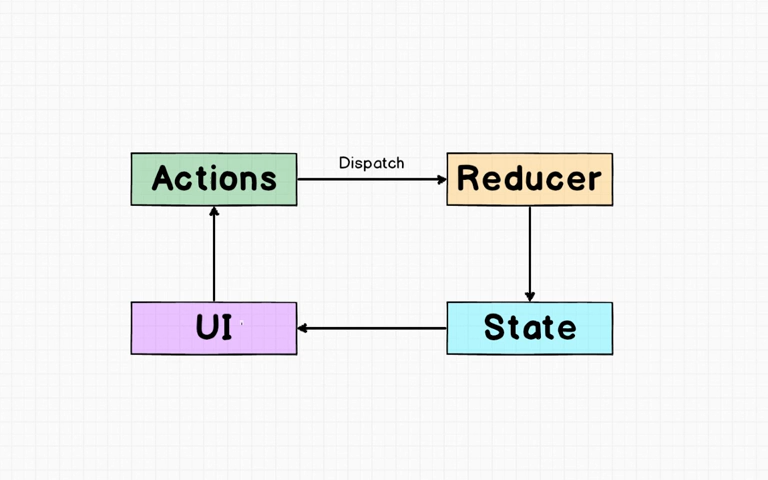 Dispatch
Actions
Reducer
UI
State